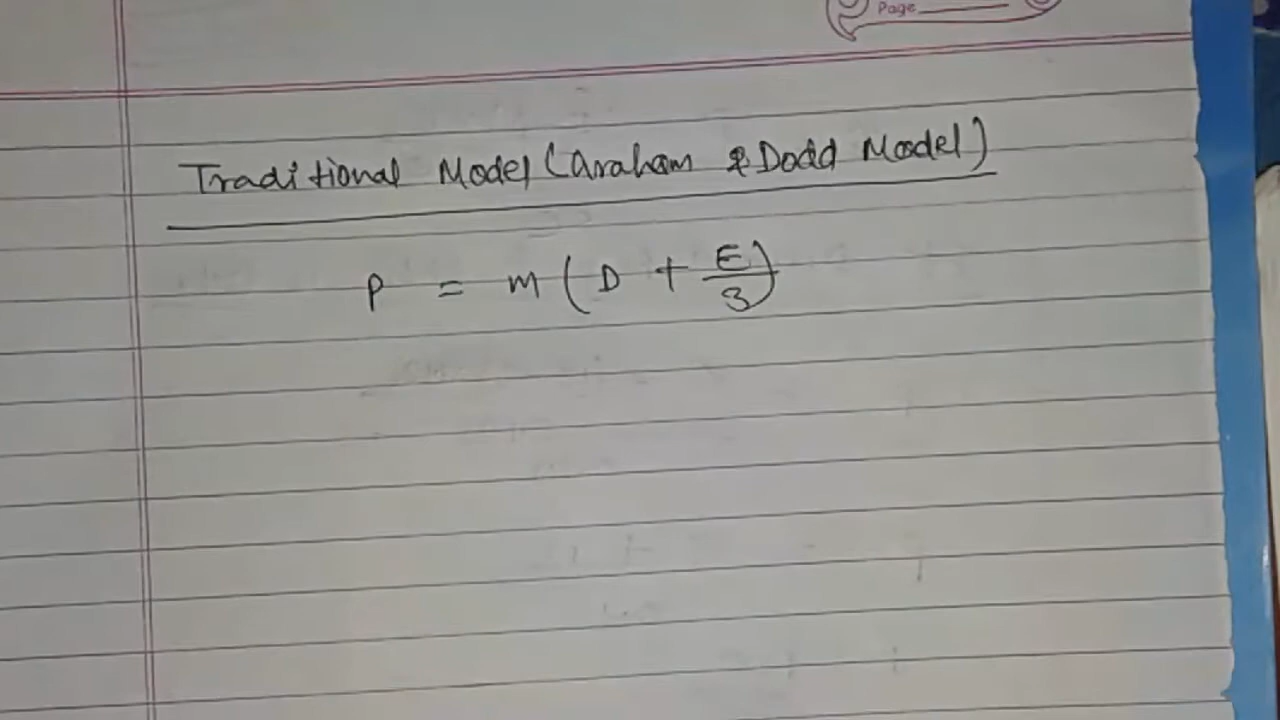 Page
Traditional Model (Graham & Dodd Model)
P = m (D + E/3)